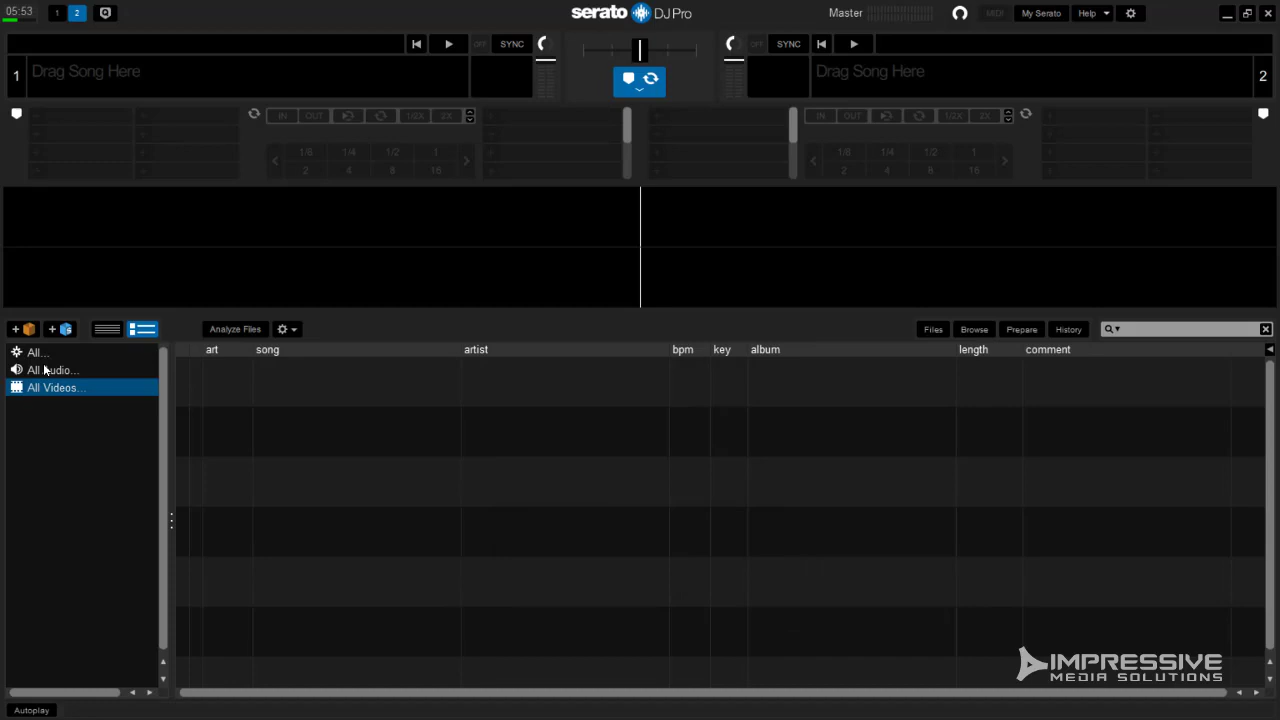 05:53 1 2 serato DJ Pro Master MIDI My Serato Help
OFF SYNC OFF SYNC
1 Drag Song Here Drag Song Here 2
IN OUT 1/2X 2X IN OUT 1/2X 2X
1/8 1/4 1/2 1 1/8 1/4 1/2 1
2 4 8 16 2 4 8 16
Analyze Files Files Browse Prepare History
art song artist bpm key album length comment
All...
All Audio...
All Videos...
IMPRESSIVE
MEDIA SOLUTIONS
Autoplay